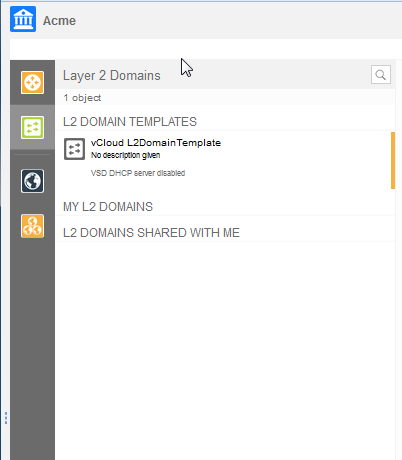 Acme
Layer 2 Domains
1 object
L2 DOMAIN TEMPLATES
vCloud L2DomainTemplate
No description given
VSD DHCP server disabled
MY L2 DOMAINS
L2 DOMAINS SHARED WITH ME